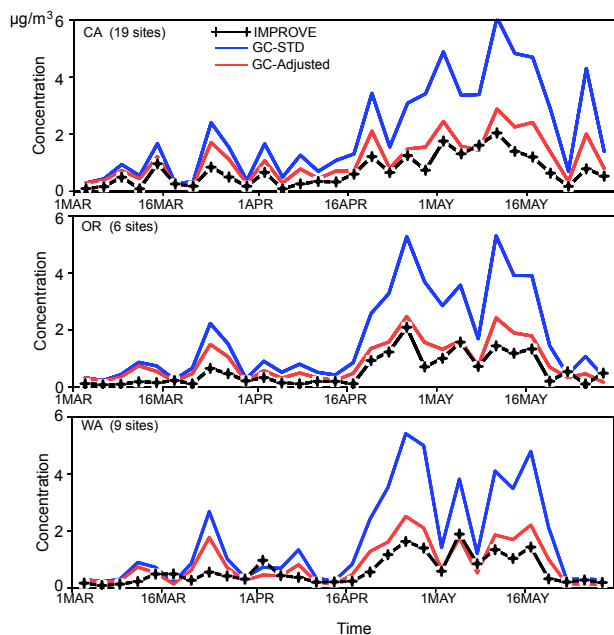 µg/m³
CA (19 sites)
IMPROVE
GC-STD
GC-Adjusted
Concentration
6
4
2
0
1MAR 16MAR 1APR 16APR 1MAY 16MAY
OR (6 sites)
Concentration
6
4
2
0
1MAR 16MAR 1APR 16APR 1MAY 16MAY
WA (9 sites)
Concentration
6
4
2
0
1MAR 16MAR 1APR 16APR 1MAY 16MAY
Time